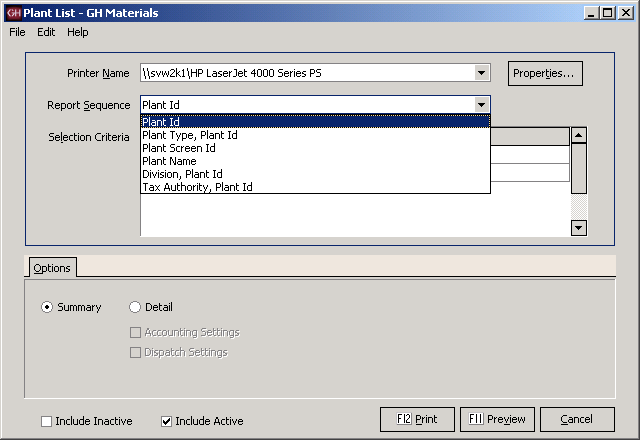 GH Plant List - GH Materials
File Edit Help
Printer Name \\svw2k1\HP LaserJet 4000 Series PS Properties...
Report Sequence Plant Id
Plant Id
Selection Criteria Plant Type, Plant Id
Plant Screen Id
Plant Name
Division, Plant Id
Tax Authority, Plant Id
Options
Summary Detail
Accounting Settings
Dispatch Settings
Include Inactive Include Active F12 Print F11 Preview Cancel